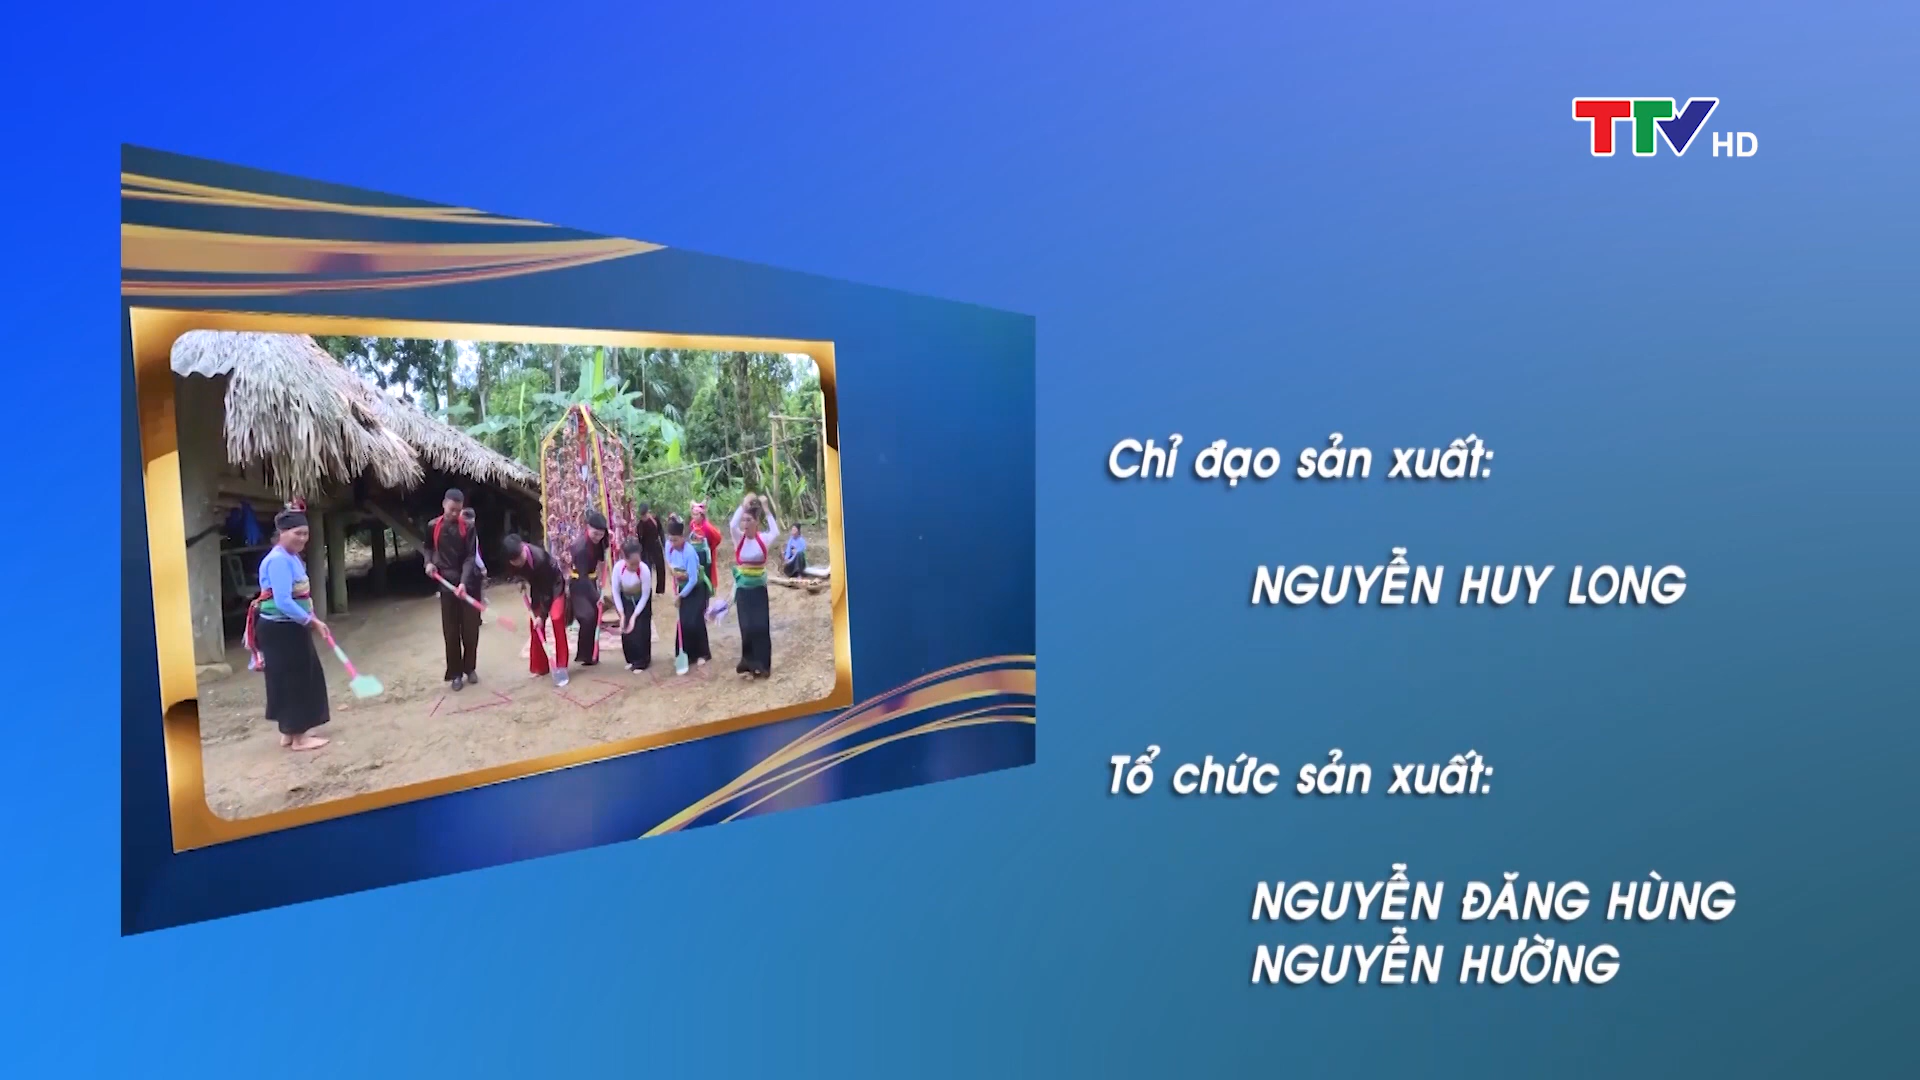 TTV HD
Chỉ đạo sản xuất:
NGUYỄN HUY LONG
Tổ chức sản xuất:
NGUYỄN ĐĂNG HÙNG
NGUYỄN HƯỜNG